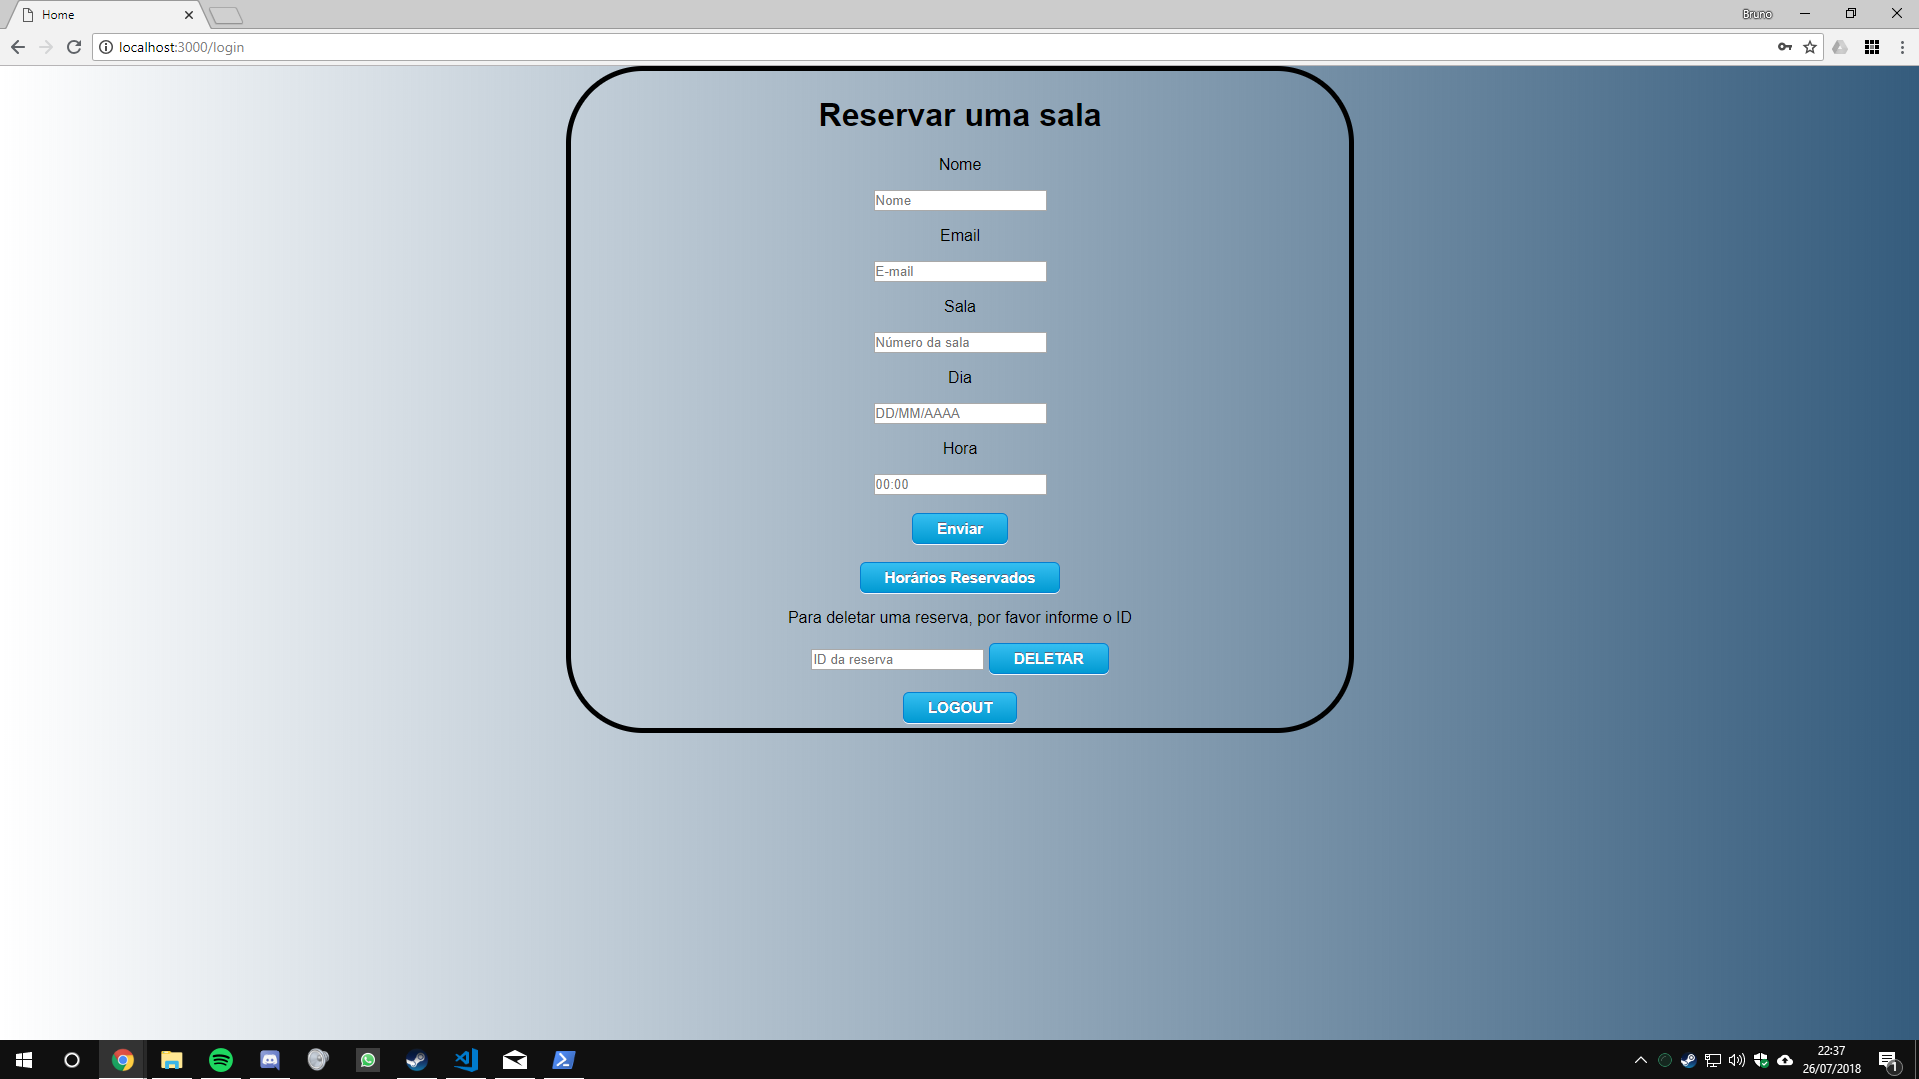 Home
Bruno
localhost:3000/login
Reservar uma sala
Nome
Nome
Email
E-mail
Sala
Número da sala
Dia
DD/MM/AAAA
Hora
00:00
Enviar
Horários Reservados
Para deletar uma reserva, por favor informe o ID
ID da reserva
DELETAR
LOGOUT
22:37
26/07/2018
1